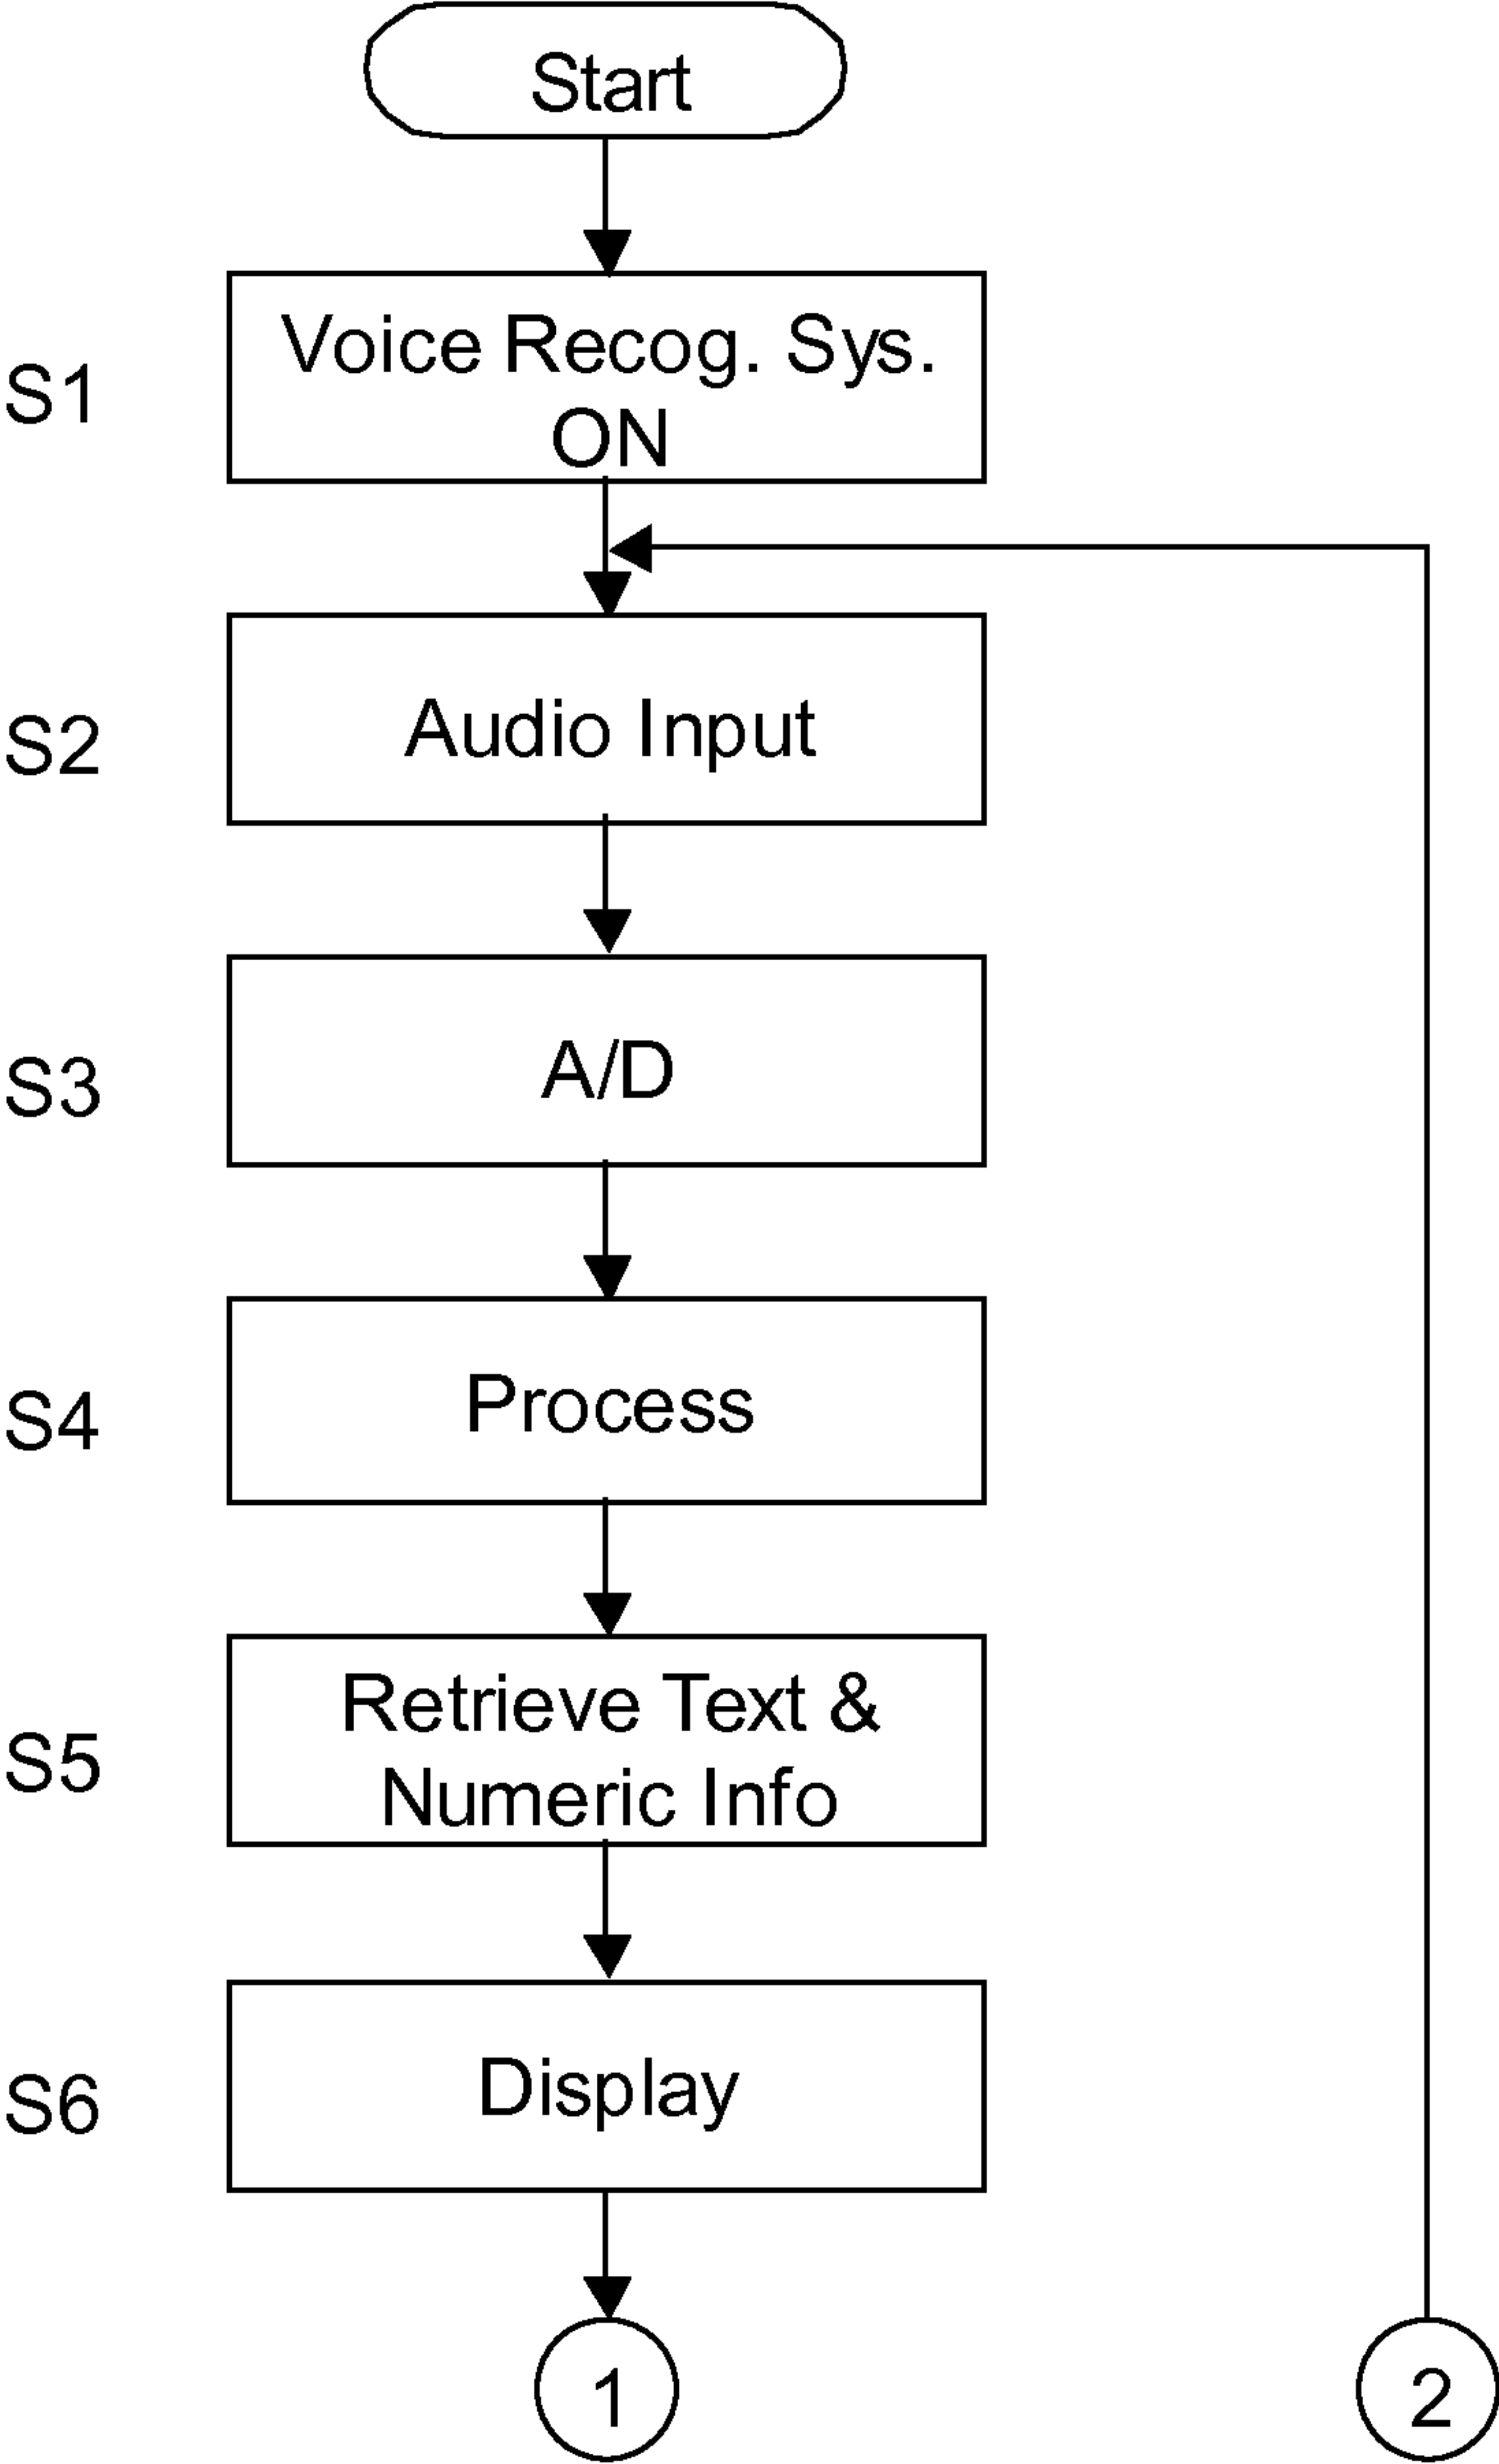 Start
S1
Voice Recog. Sys.
ON
S2
Audio Input
S3
A/D
S4
Process
S5
Retrieve Text &
Numeric Info
S6
Display
1
2